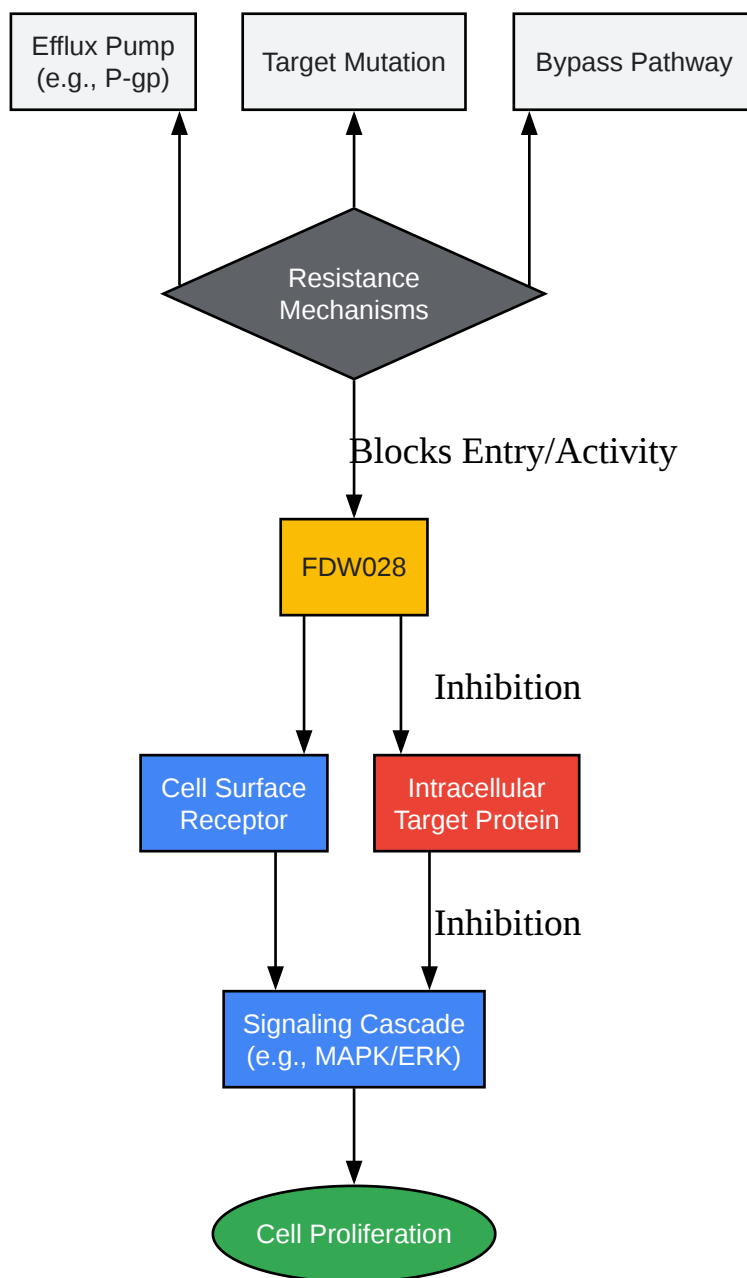 Efflux Pump
(e.g., P-gp)
Target Mutation
Bypass Pathway
Resistance
Mechanisms
Blocks Entry/Activity
FDW028
Inhibition
Cell Surface
Receptor
Intracellular
Target Protein
Inhibition
Signaling Cascade
(e.g., MAPK/ERK)
Cell Proliferation